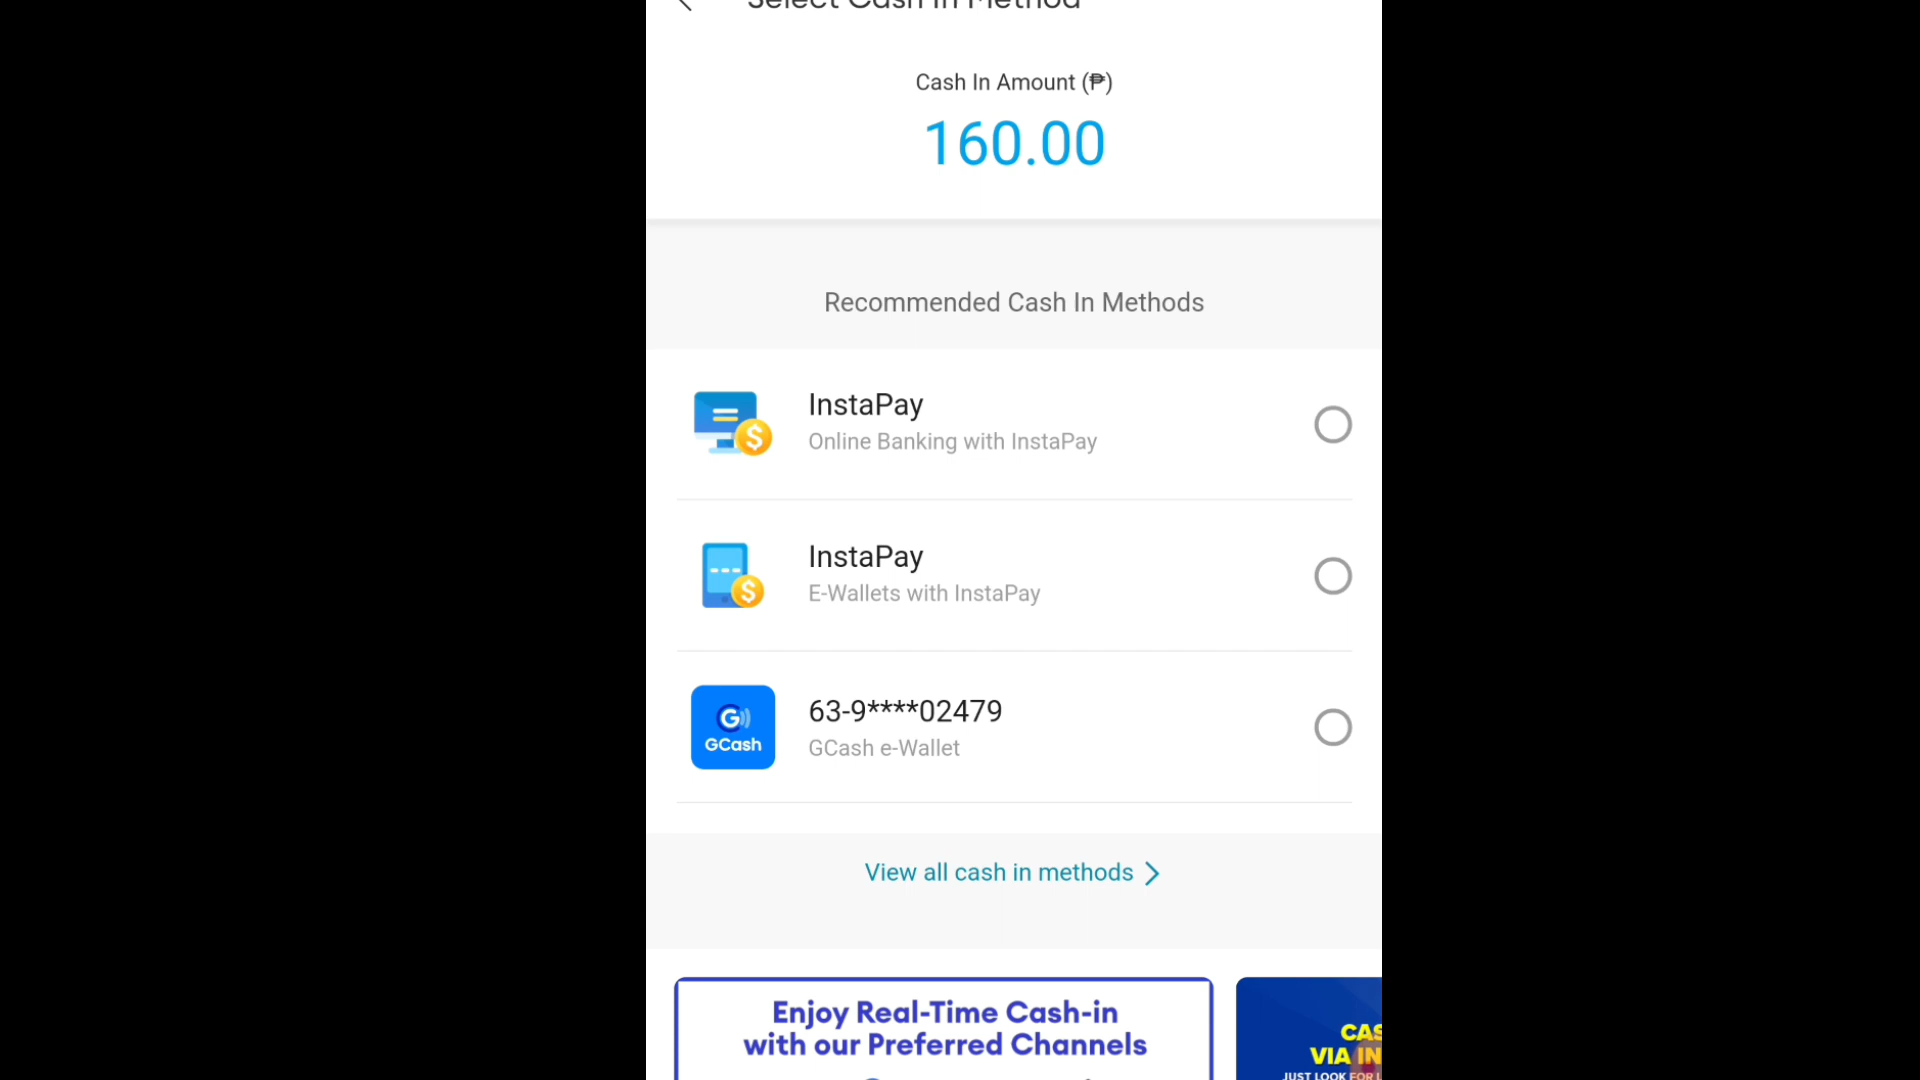 Select Cash In Method
Cash In Amount (₱)
160.00
Recommended Cash In Methods
InstaPay
Online Banking with InstaPay
InstaPay
E-Wallets with InstaPay
G
GCash
63-9****02479
GCash e-Wallet
View all cash in methods
Enjoy Real-Time Cash-in
with our Preferred Channels
CAS
VIA IN
JUST LOOK FOR